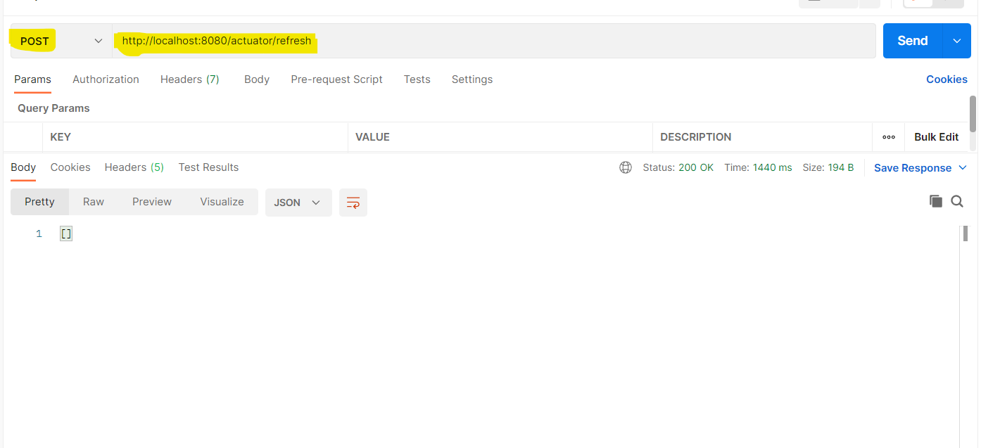 POST http://localhost:8080/actuator/refresh Send
Params Authorization Headers (7) Body Pre-request Script Tests Settings Cookies
Query Params
KEY VALUE DESCRIPTION Bulk Edit
Body Cookies Headers (5) Test Results Status: 200 OK Time: 1440 ms Size: 194 B Save Response
Pretty Raw Preview Visualize JSON
1 []